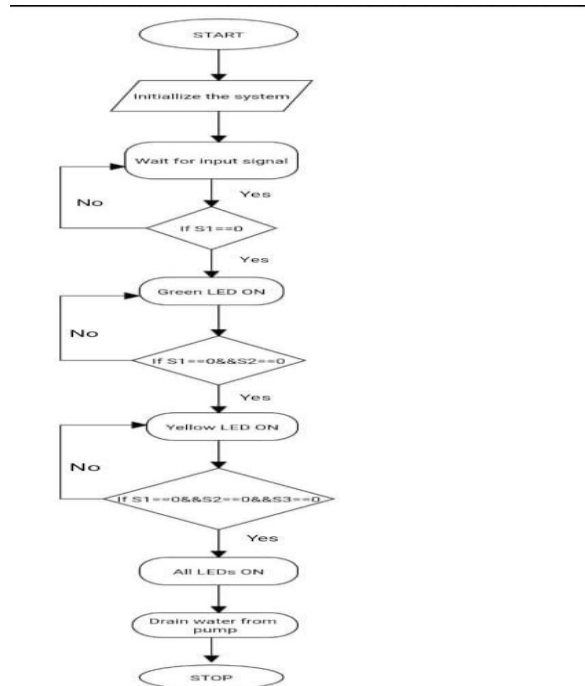 START
Initiallize the system
Wait for input signal
Yes
No
If S1==0
Yes
Green LED ON
No
If S1==0&&S2==0
Yes
Yellow LED ON
No
If S1==0&&S2==0&&S3==0
Yes
All LEDs ON
Drain water from
pump
STOP